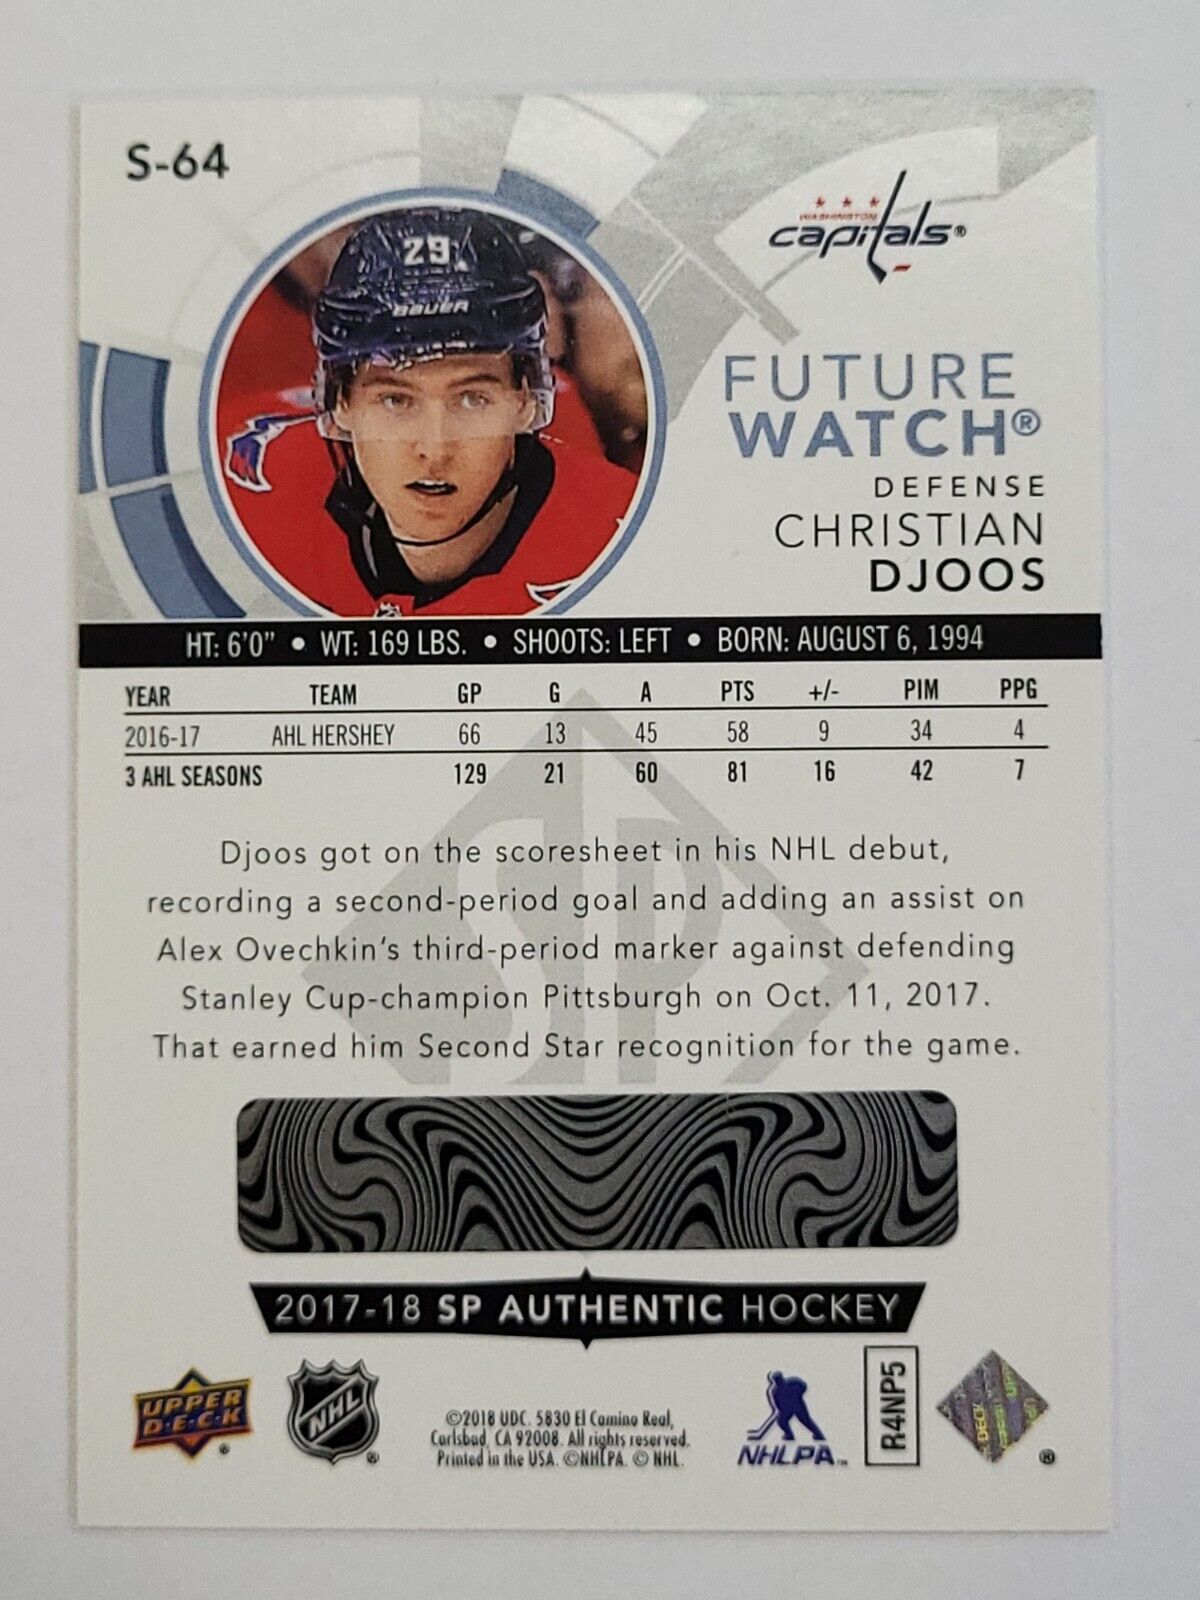 S-64
29
BAUER
WASHINGTON
capitals®
FUTURE
WATCH®
DEFENSE
CHRISTIAN
DJOOS
HT: 6'0" • WT: 169 LBS. • SHOOTS: LEFT • BORN: AUGUST 6, 1994
YEAR TEAM GP G A PTS +/- PIM PPG
2016-17 AHL HERSHEY 66 13 45 58 9 34 4
3 AHL SEASONS 129 21 60 81 16 42 7
SP
Djoos got on the scoresheet in his NHL debut,
recording a second-period goal and adding an assist on
Alex Ovechkin's third-period marker against defending
Stanley Cup-champion Pittsburgh on Oct. 11, 2017.
That earned him Second Star recognition for the game.
2017-18 SP AUTHENTIC HOCKEY
UPPER
D·E·C·K
®
NHL
®
©2018 UDC. 5830 El Camino Real,
Carlsbad, CA 92008. All rights reserved.
Printed in the USA. ©NHLPA. © NHL.
NHLPA™
R4NP5
DECK
®